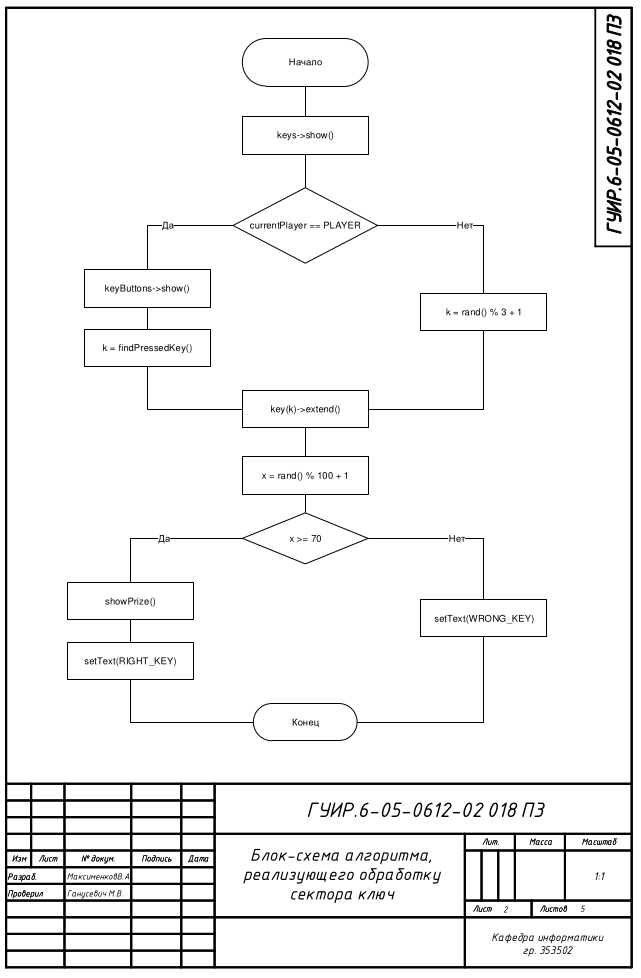 ГУИР.6-05-0612-02 018 ПЗ
Начало
keys->show()
currentPlayer == PLAYER
Да
Нет
keyButtons->show()
k = rand() % 3 + 1
k = findPressedKey()
key(k)->extend()
x = rand() % 100 + 1
x >= 70
Да
Нет
showPrize()
setText(WRONG_KEY)
setText(RIGHT_KEY)
Конец
ГУИР.6-05-0612-02 018 ПЗ
Изм Лист № докум. Подпись Дата
Разраб. МаксименковВ.А
Проверил Ганусевич М.В.
Блок-схема алгоритма,
реализующего обработку
сектора ключ
Лит. Масса Масштаб
1:1
Лист 2 Листов 5
Кафедра информатики
гр. 353502